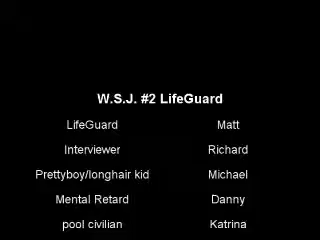 W.S.J. #2 LifeGuard
LifeGuard Matt
Interviewer Richard
Prettyboy/longhair kid Michael
Mental Retard Danny
pool civilian Katrina